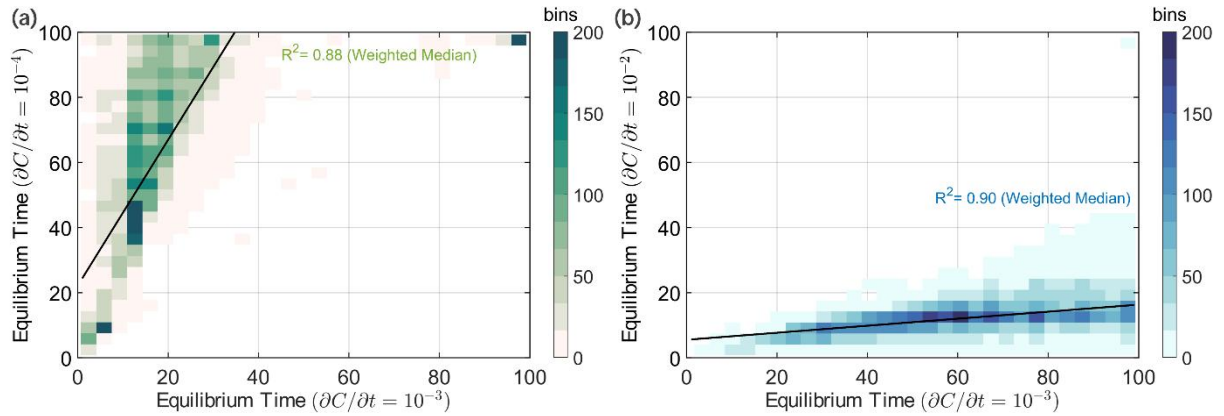 (a)
bins
100
80
60
40
20
0
Equilibrium Time (∂C/∂t = 10⁻⁴)
R²= 0.88 (Weighted Median)
200
150
100
50
0
0 20 40 60 80 100
Equilibrium Time (∂C/∂t = 10⁻³)
(b)
bins
100
80
60
40
20
0
Equilibrium Time (∂C/∂t = 10⁻²)
R²= 0.90 (Weighted Median)
200
150
100
50
0
0 20 40 60 80 100
Equilibrium Time (∂C/∂t = 10⁻³)